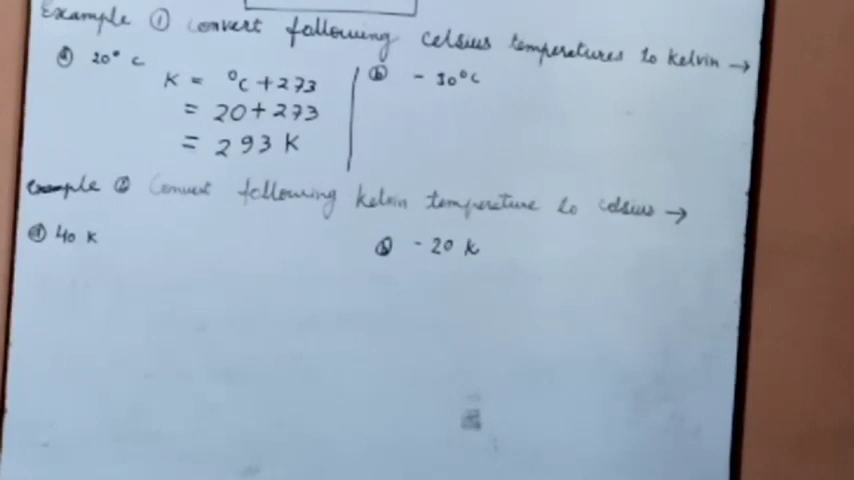 Example ① Convert following celsius temperatures to kelvin →
ⓐ 20° c
K = °C + 273
= 20 + 273
= 293 K
ⓑ - 30°C
Example ② Convert following kelvin temperature to celsius →
ⓐ 40 K
ⓑ - 20 K